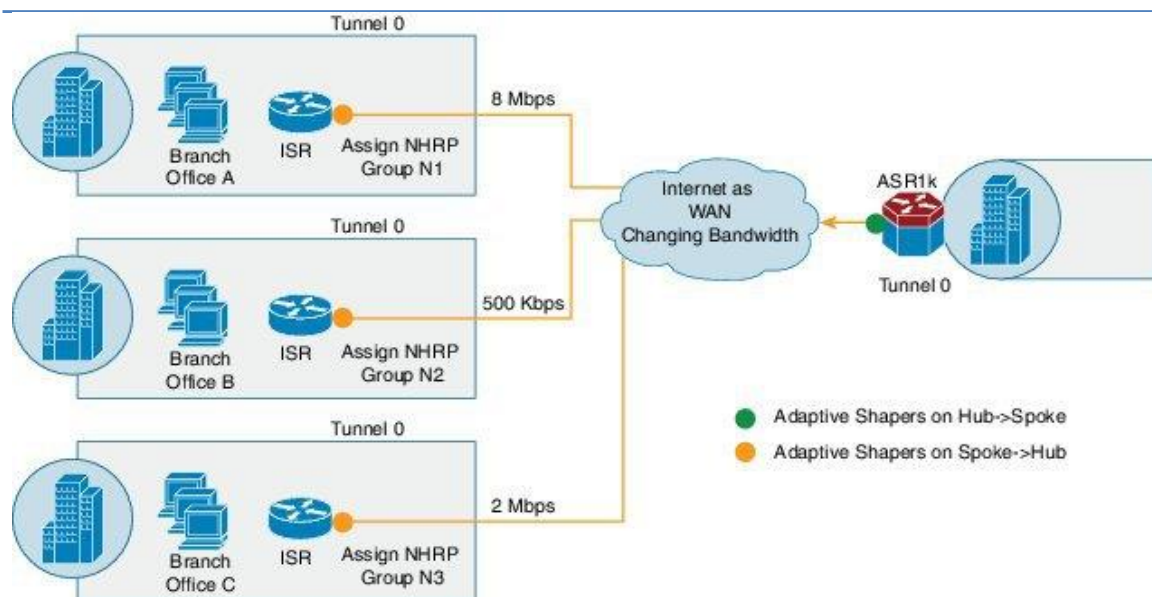 Tunnel 0
8 Mbps
Branch
Office A
ISR
Assign NHRP
Group N1
Tunnel 0
500 Kbps
Branch
Office B
ISR
Assign NHRP
Group N2
Tunnel 0
2 Mbps
Branch
Office C
ISR
Assign NHRP
Group N3
Internet as
WAN
Changing Bandwidth
ASR1k
Tunnel 0
Adaptive Shapers on Hub->Spoke
Adaptive Shapers on Spoke->Hub